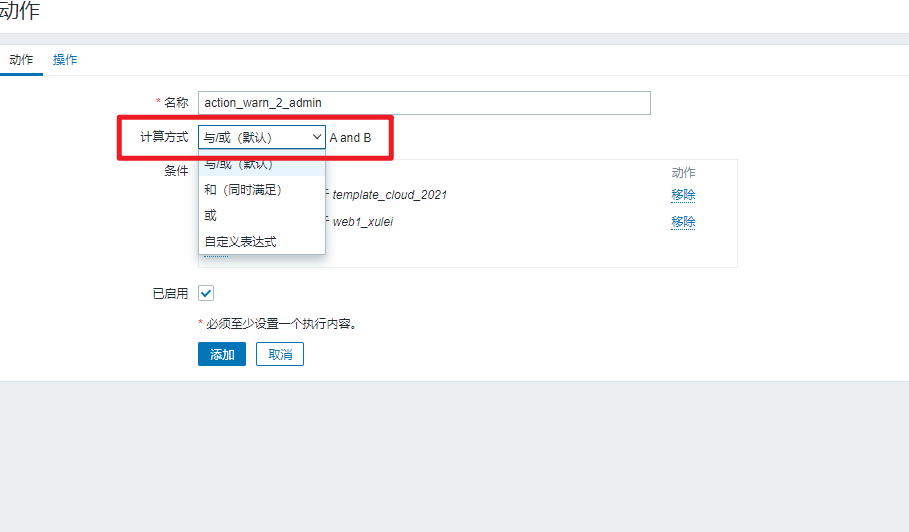 动作
动作 操作
* 名称 action_warn_2_admin
计算方式 与/或（默认） A and B
与/或（默认）
条件 动作
和（同时满足） template_cloud_2021 移除
或 web1_xulei 移除
自定义表达式
已启用
* 必须至少设置一个执行内容。
添加 取消